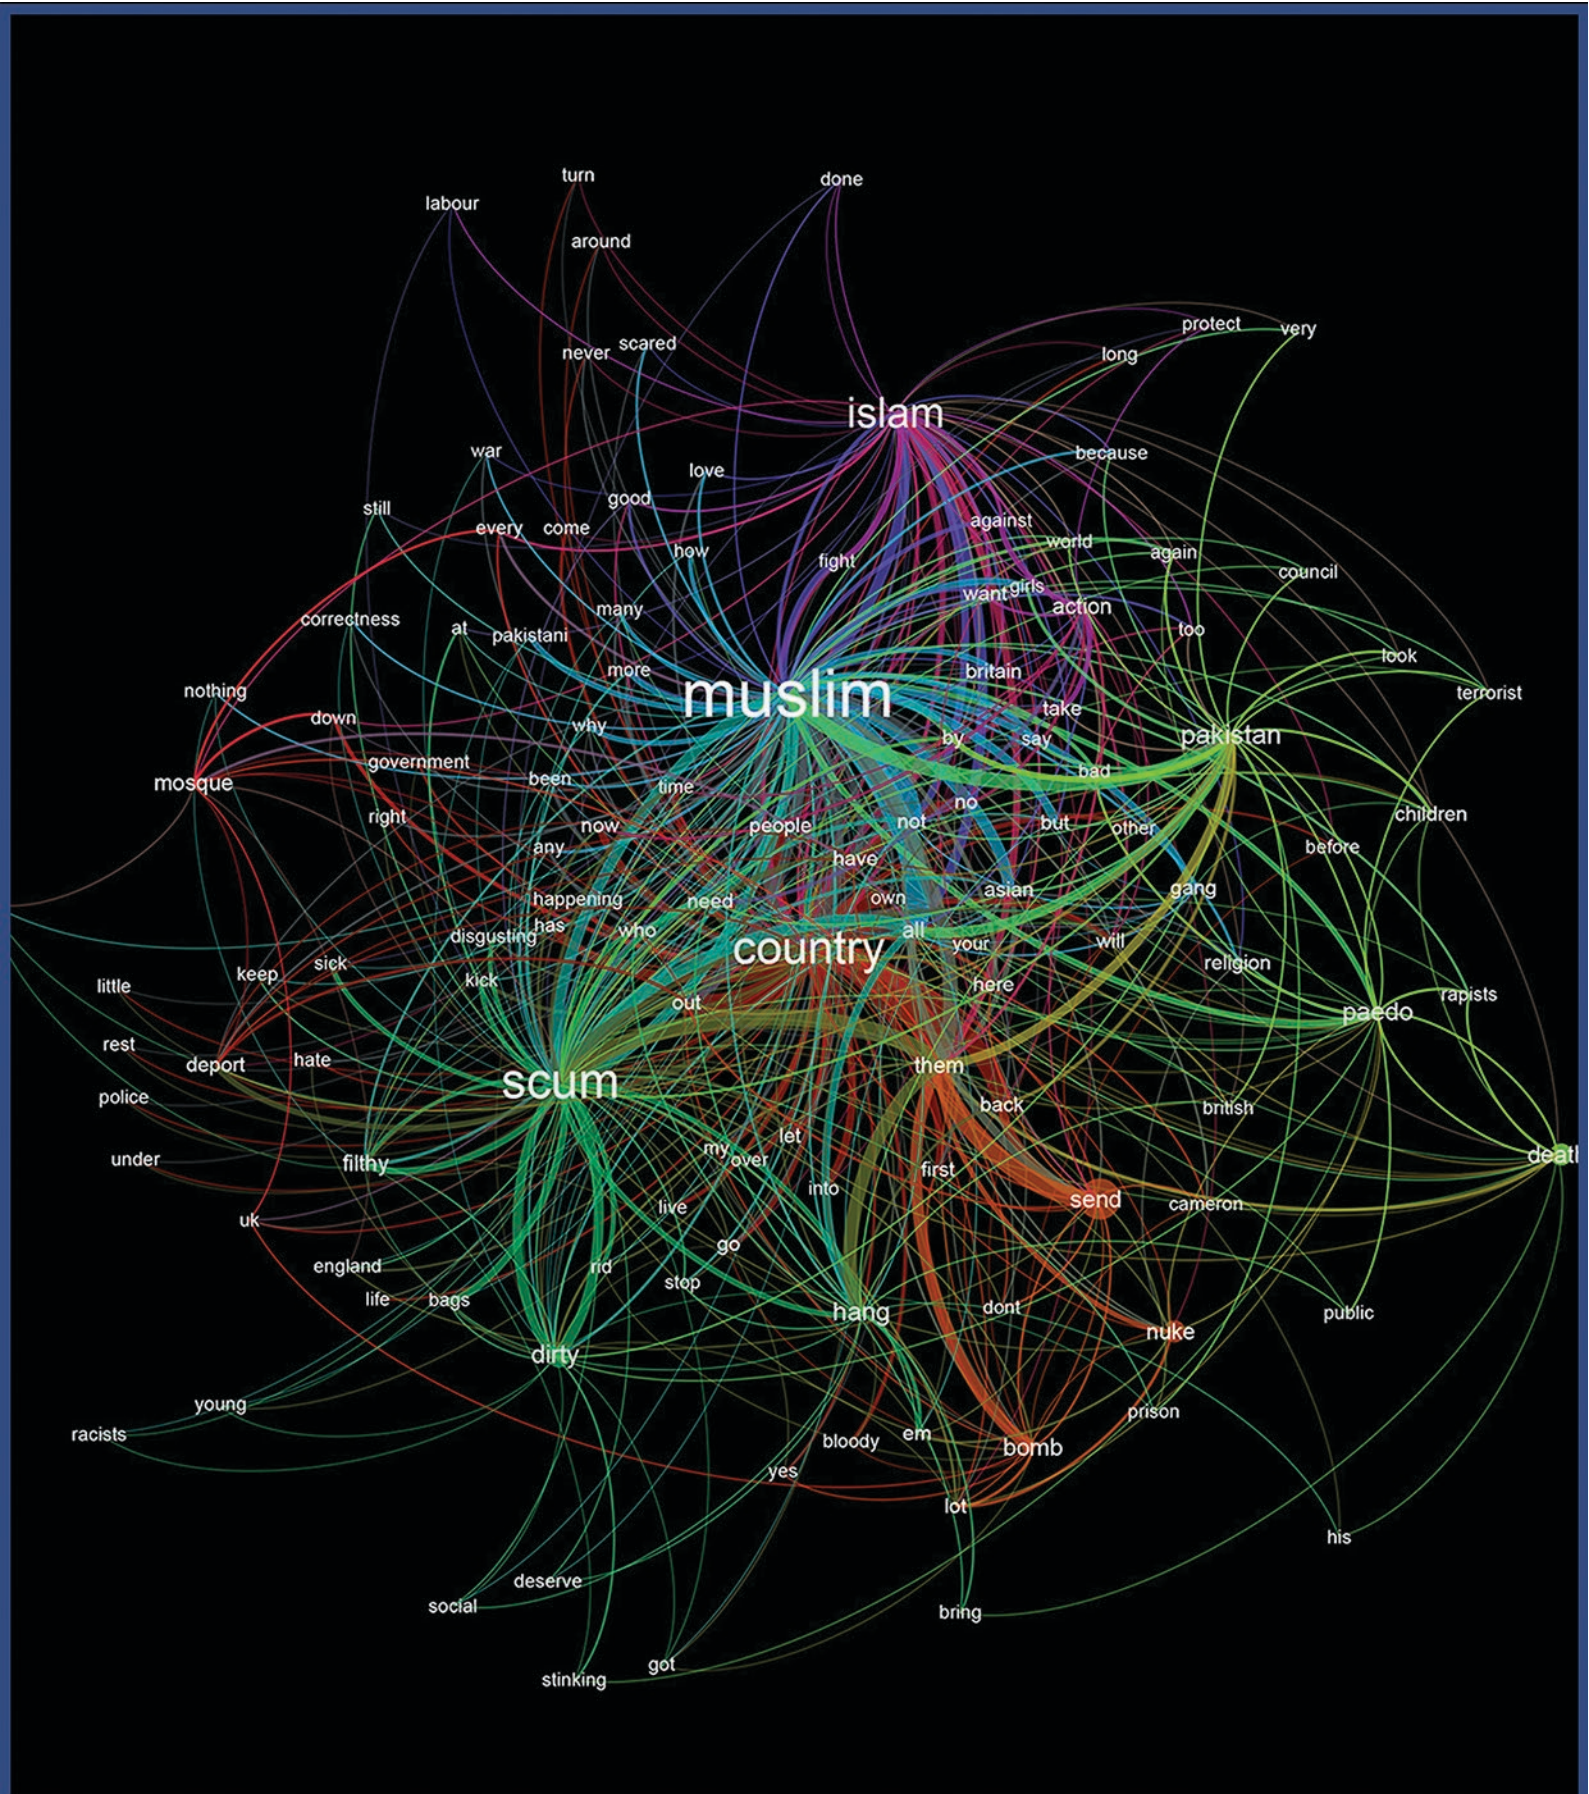 turn
done
labour
around
protect
very
scared
never
long
islam
war
because
love
good
still
against
every
come
world
how
again
fight
council
girls
want
many
action
correctness
at
pakistani
too
look
more
britain
nothing
muslim
terrorist
take
down
why
pakistan
by
say
government
bad
been
mosque
time
no
children
right
not
but
now
people
other
any
before
have
gang
asian
happening
own
need
has
who
all
disgusting
your
will
country
sick
religion
keep
kick
little
here
rapists
out
paedo
rest
hate
deport
them
scum
police
back
british
let
my
over
death
under
filthy
first
into
send
live
cameron
uk
go
england
rid
stop
life
bags
hang
dont
public
nuke
dirty
young
prison
racists
em
bloody
bomb
yes
lot
his
deserve
social
bring
got
stinking